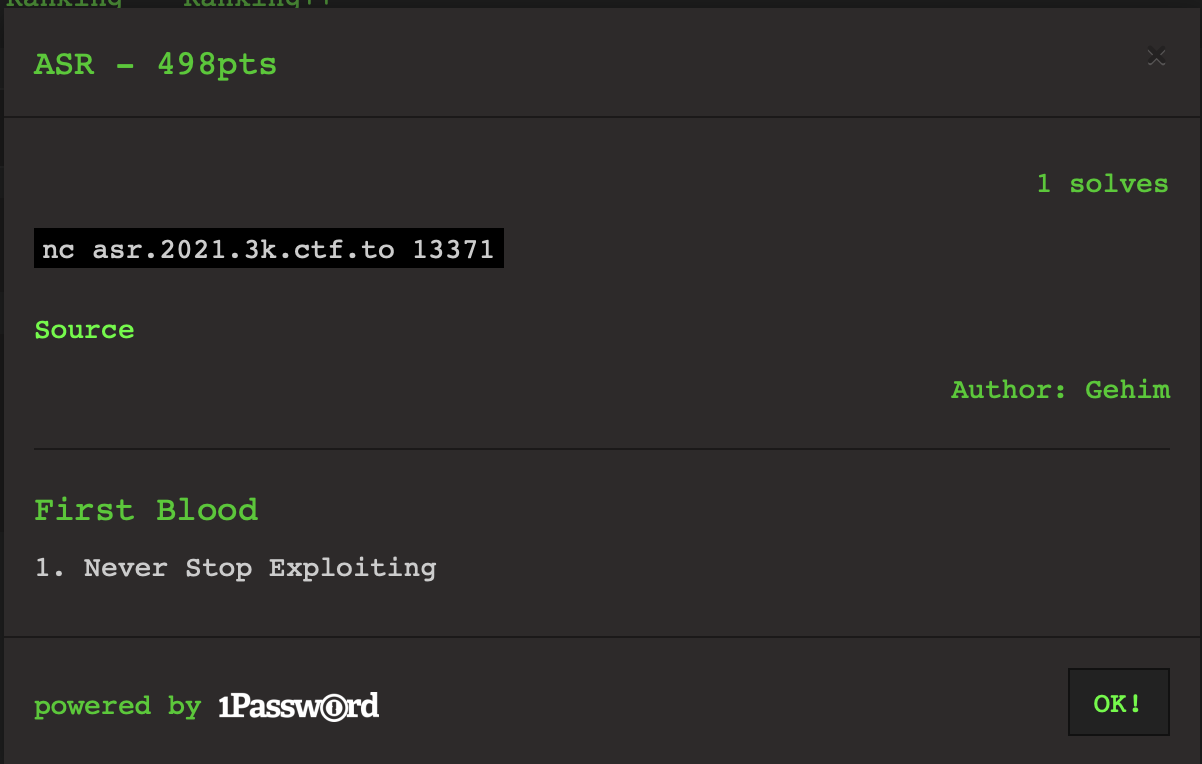 Ranking Ranking++
ASR - 498pts
×
1 solves
nc asr.2021.3k.ctf.to 13371
Source
Author: Gehim
First Blood
1. Never Stop Exploiting
powered by 1Password
OK!